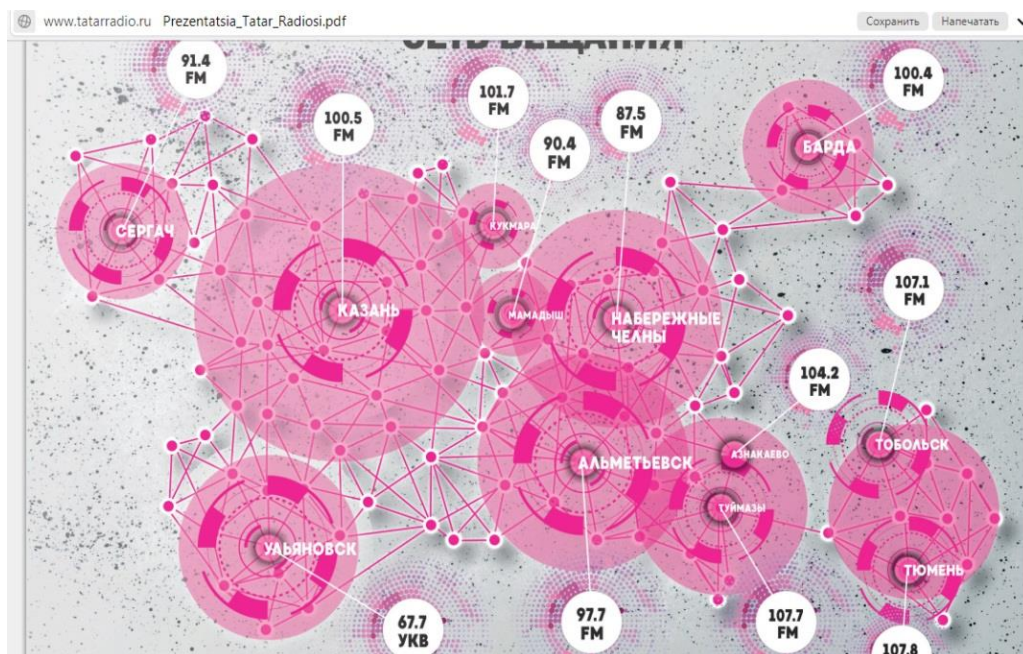 www.tatarradio.ru Prezentatsia_Tatar_Radiosi.pdf
Сохранить Напечатать
СЕТЬ ВЕЩАНИЯ
91.4
FM
100.5
FM
101.7
FM
90.4
FM
87.5
FM
100.4
FM
БАРДА
СЕРГАЧ
КУКМАРА
КАЗАНЬ
МАМАДЫШ
НАБЕРЕЖНЫЕ
ЧЕЛНЫ
107.1
FM
104.2
FM
АЗНАКАЕВО
ТОБОЛЬСК
АЛЬМЕТЬЕВСК
ТУЙМАЗЫ
УЛЬЯНОВСК
ТЮМЕНЬ
67.7
УКВ
97.7
FM
107.7
FM
107.8